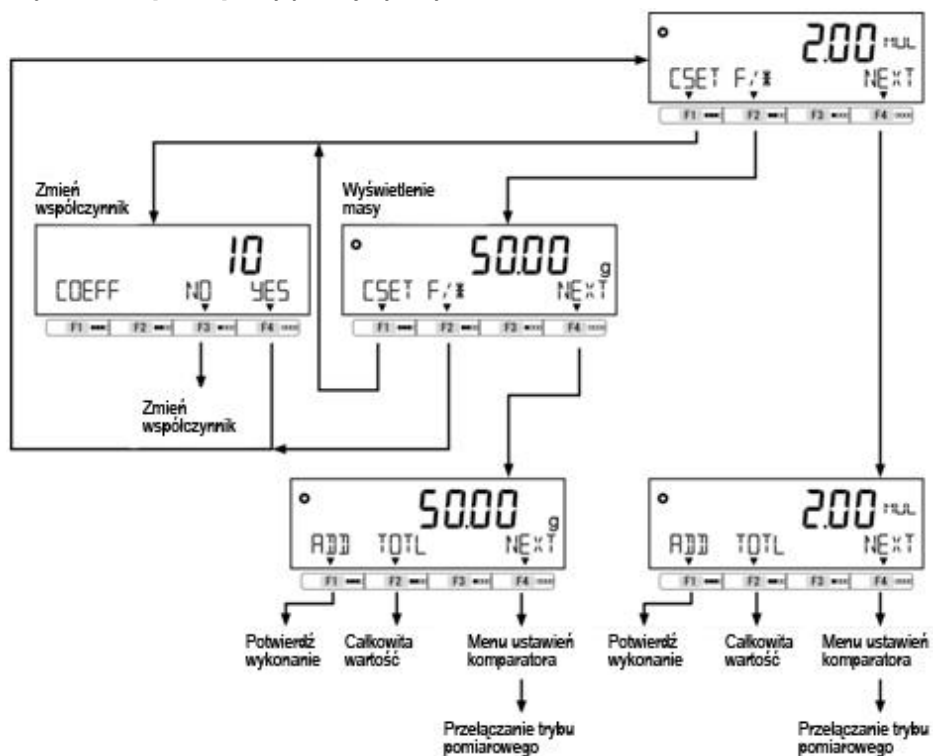 2.00 MUL
CSET F/⧗ NEXT
F1 F2 F3 F4
Zmień
współczynnik
10
COEFF NO YES
F1 F2 F3 F4
Wyświetlenie
masy
50.00 g
CSET F/⧗ NEXT
F1 F2 F3 F4
Zmień
współczynnik
50.00 g
ADD TOTL NEXT
F1 F2 F3 F4
Potwierdź
wykonanie
Całkowita
wartość
Menu ustawień
komparatora
Przełączanie trybu
pomiarowego
2.00 MUL
ADD TOTL NEXT
F1 F2 F3 F4
Potwierdź
wykonanie
Całkowita
wartość
Menu ustawień
komparatora
Przełączanie trybu
pomiarowego